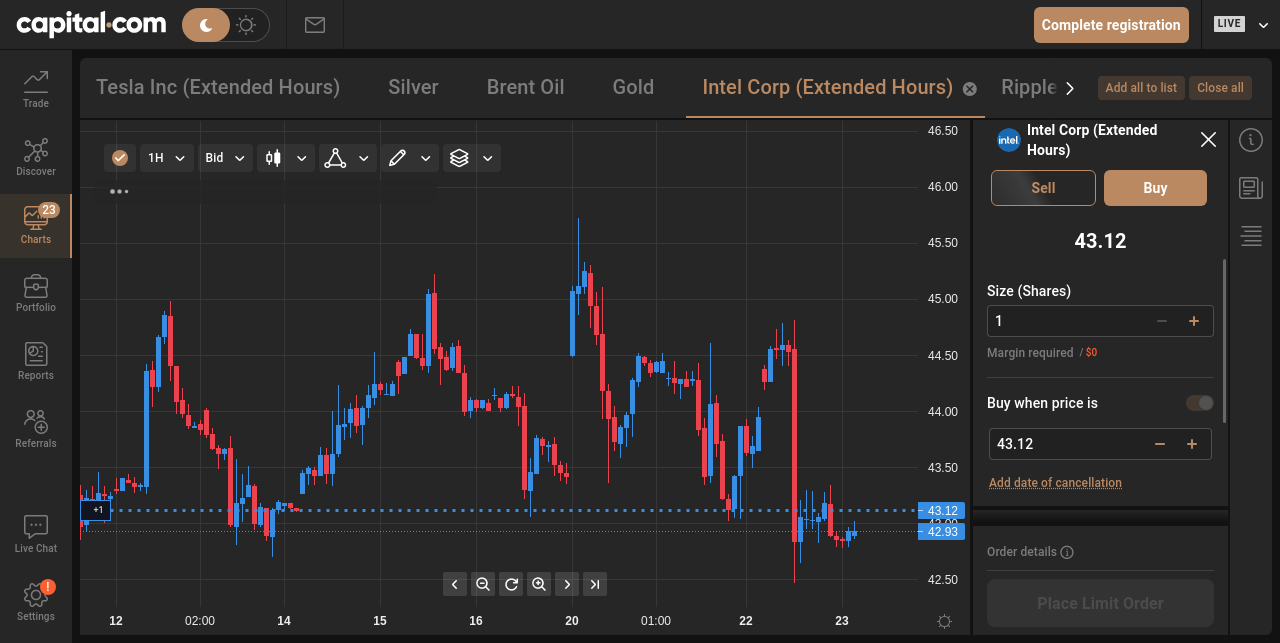 capital.com
Complete registration
LIVE
Trade
Discover
23
Charts
Portfolio
Reports
Referrals
Live Chat
!
Settings
Tesla Inc (Extended Hours)
Silver
Brent Oil
Gold
Intel Corp (Extended Hours)
Ripple
Add all to list
Close all
1H
Bid
46.50
46.00
45.50
45.00
44.50
44.00
43.50
43.12
43.00
42.93
42.50
+1
12
02:00
14
15
16
20
01:00
22
23
intel
Intel Corp (Extended
Hours)
Sell
Buy
43.12
Size (Shares)
1
Margin required / $0
Buy when price is
43.12
Add date of cancellation
Order details
Place Limit Order